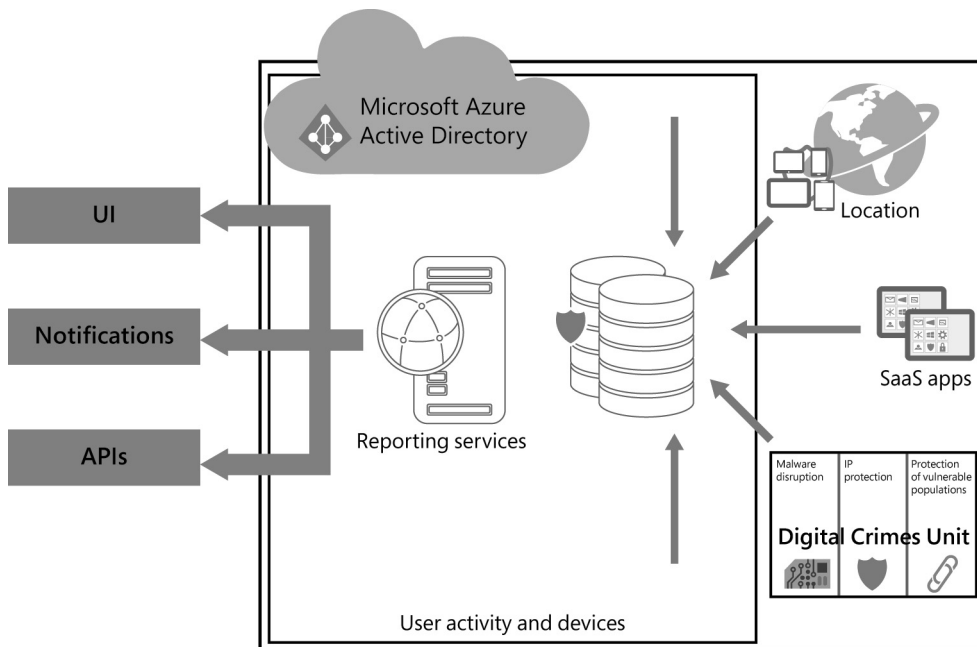 Microsoft Azure
Active Directory
UI
Notifications
APIs
Reporting services
Location
SaaS apps
Malware
disruption
IP
protection
Protection
of vulnerable
populations
Digital Crimes Unit
User activity and devices